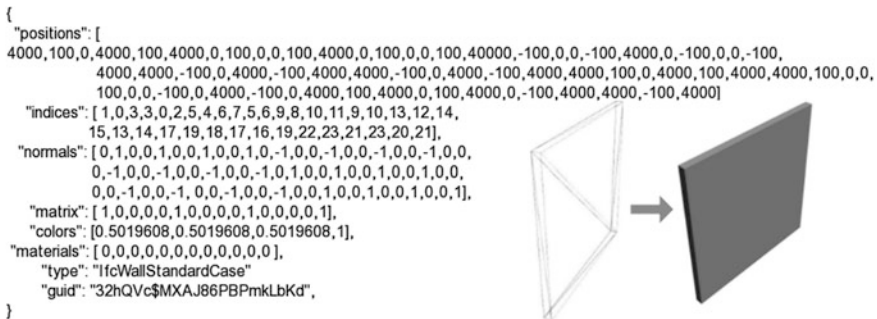 {
"positions": [
4000,100,0,4000,100,4000,0,100,0,0,100,4000,0,100,0,0,100,40000,-100,0,0,-100,4000,0,-100,0,0,-100,
4000,4000,-100,0,4000,-100,4000,4000,-100,4000,0,-100,4000,4000,100,0,4000,100,4000,4000,100,0,0,
100,0,0,-100,0,4000,-100,0,4000,100,4000,0,100,4000,0,-100,4000,4000,-100,4000]
"indices": [ 1,0,3,3,0,2,5,4,6,7,5,6,9,8,10,11,9,10,13,12,14,
15,13,14,17,19,18,17,16,19,22,23,21,23,20,21],
"normals": [ 0,1,0,0,1,0,0,1,0,0,1,0,-1,0,0,-1,0,0,-1,0,0,-1,0,0,
0,-1,0,0,-1,0,0,-1,0,0,-1,0,1,0,0,1,0,0,1,0,0,1,0,0,
0,0,-1,0,0,-1, 0,0,-1,0,0,-1,0,0,1,0,0,1,0,0,1,0,0,1],
"matrix": [ 1,0,0,0,0,1,0,0,0,0,1,0,0,0,0,1],
"colors": [0.5019608,0.5019608,0.5019608,1],
"materials": [ 0,0,0,0,0,0,0,0,0,0,0,0 ],
"type": "IfcWallStandardCase"
"guid": "32hQVc$MXAJ86PBPmkLbKd",
}